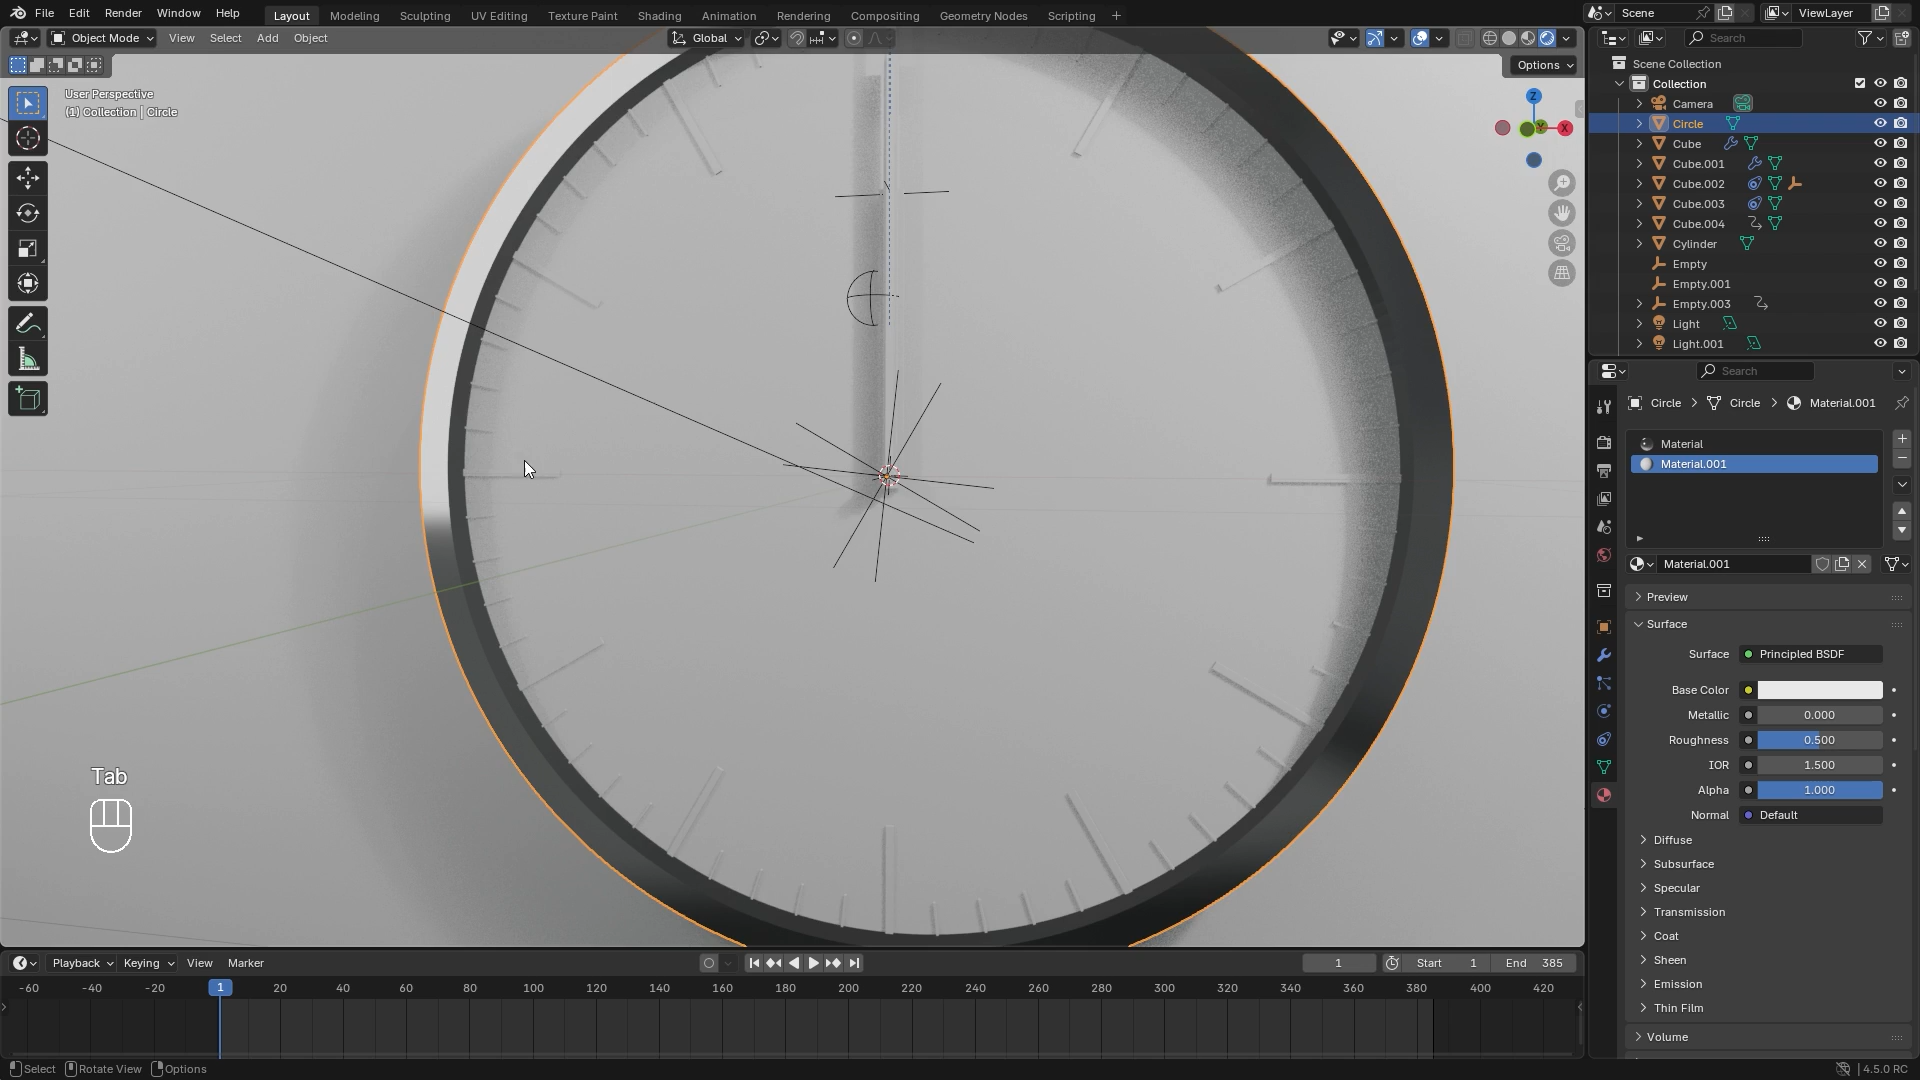 File Edit Render Window Help
Layout Modeling Sculpting UV Editing Texture Paint Shading Animation Rendering Compositing Geometry Nodes Scripting +
Scene
ViewLayer
Object Mode View Select Add Object
Global
Search
Options
User Perspective
(1) Collection | Circle
Z
Y
X
Scene Collection
Collection
Camera
Circle
Cube
Cube.001
Cube.002
Cube.003
Cube.004
Cylinder
Empty
Empty.001
Empty.003
Light
Light.001
Search
Circle > Circle > Material.001
Material
Material.001
Material.001
Preview
Surface
Surface Principled BSDF
Base Color
Metallic 0.000
Roughness 0.500
IOR 1.500
Alpha 1.000
Normal Default
Diffuse
Subsurface
Specular
Transmission
Coat
Sheen
Emission
Thin Film
Volume
Tab
Playback Keying View Marker
1
Start 1
End 385
-60 -40 -20 1 20 40 60 80 100 120 140 160 180 200 220 240 260 280 300 320 340 360 380 400 420
Select Rotate View Options
4.5.0 RC